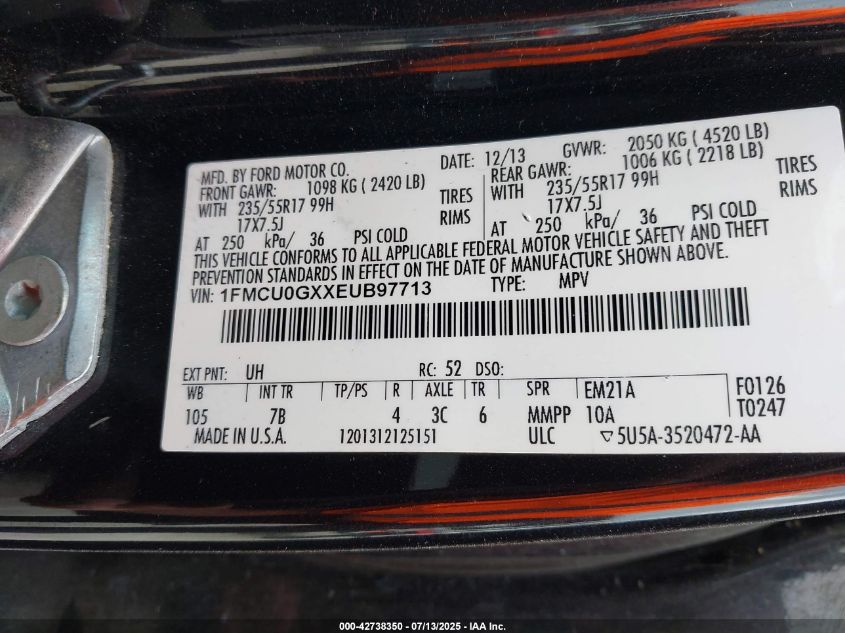 MFD. BY FORD MOTOR CO. DATE: 12/13 GVWR: 2050 KG ( 4520 LB)
FRONT GAWR: 1098 KG ( 2420 LB) REAR GAWR: 1006 KG ( 2218 LB)
WITH 235/55R17 99H TIRES WITH 235/55R17 99H TIRES
17X7.5J RIMS 17X7.5J RIMS
AT 250 kPa/ 36 PSI COLD AT 250 kPa/ 36 PSI COLD
THIS VEHICLE CONFORMS TO ALL APPLICABLE FEDERAL MOTOR VEHICLE SAFETY AND THEFT
PREVENTION STANDARDS IN EFFECT ON THE DATE OF MANUFACTURE SHOWN ABOVE.
VIN: 1FMCU0GXXEUB97713 TYPE: MPV
EXT PNT: UH RC: 52 DSO:
WB INT TR TP/PS R AXLE TR SPR EM21A F0126
105 7B 4 3C 6 MMPP 10A T0247
MADE IN U.S.A. 1201312125151 ULC ▽5U5A-3520472-AA
000-42738350 - 07/13/2025 - IAA Inc.